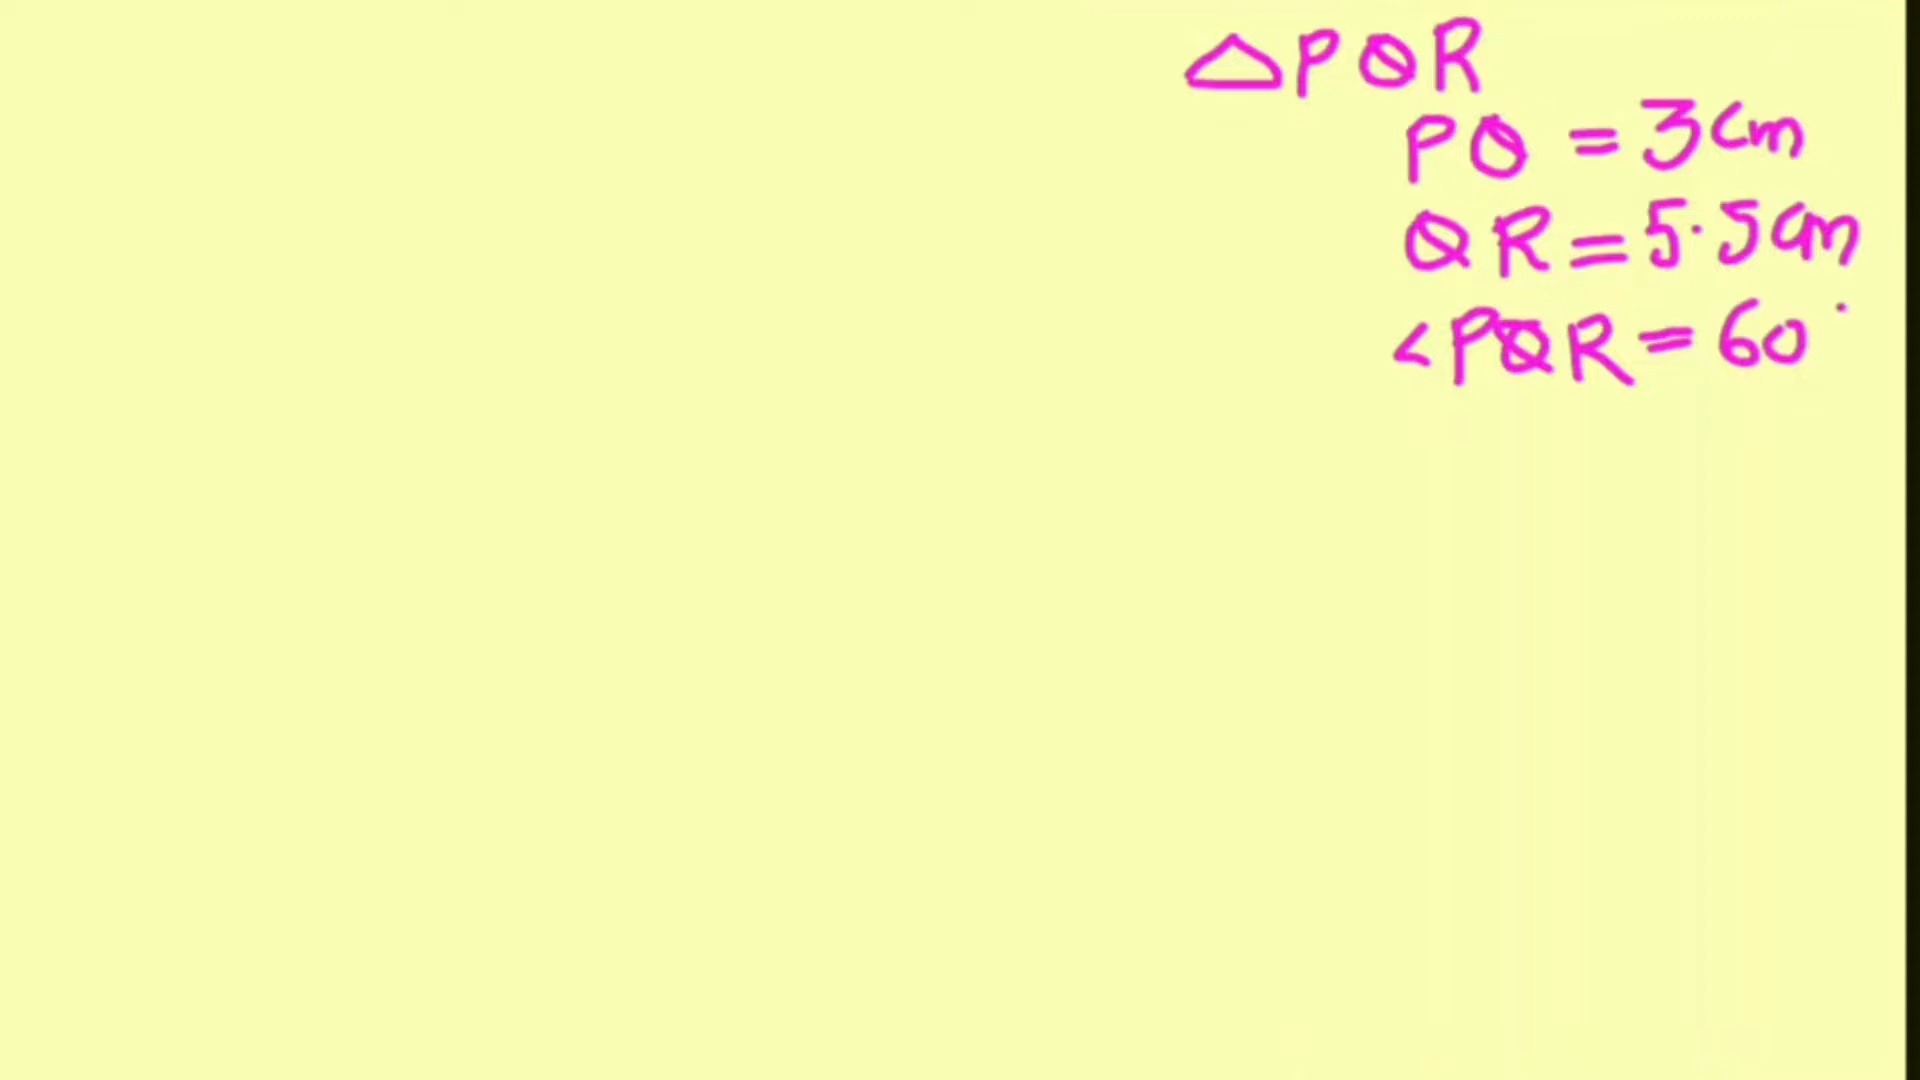 △PQR
PQ = 3cm
QR = 5.5cm
<PQR = 60°